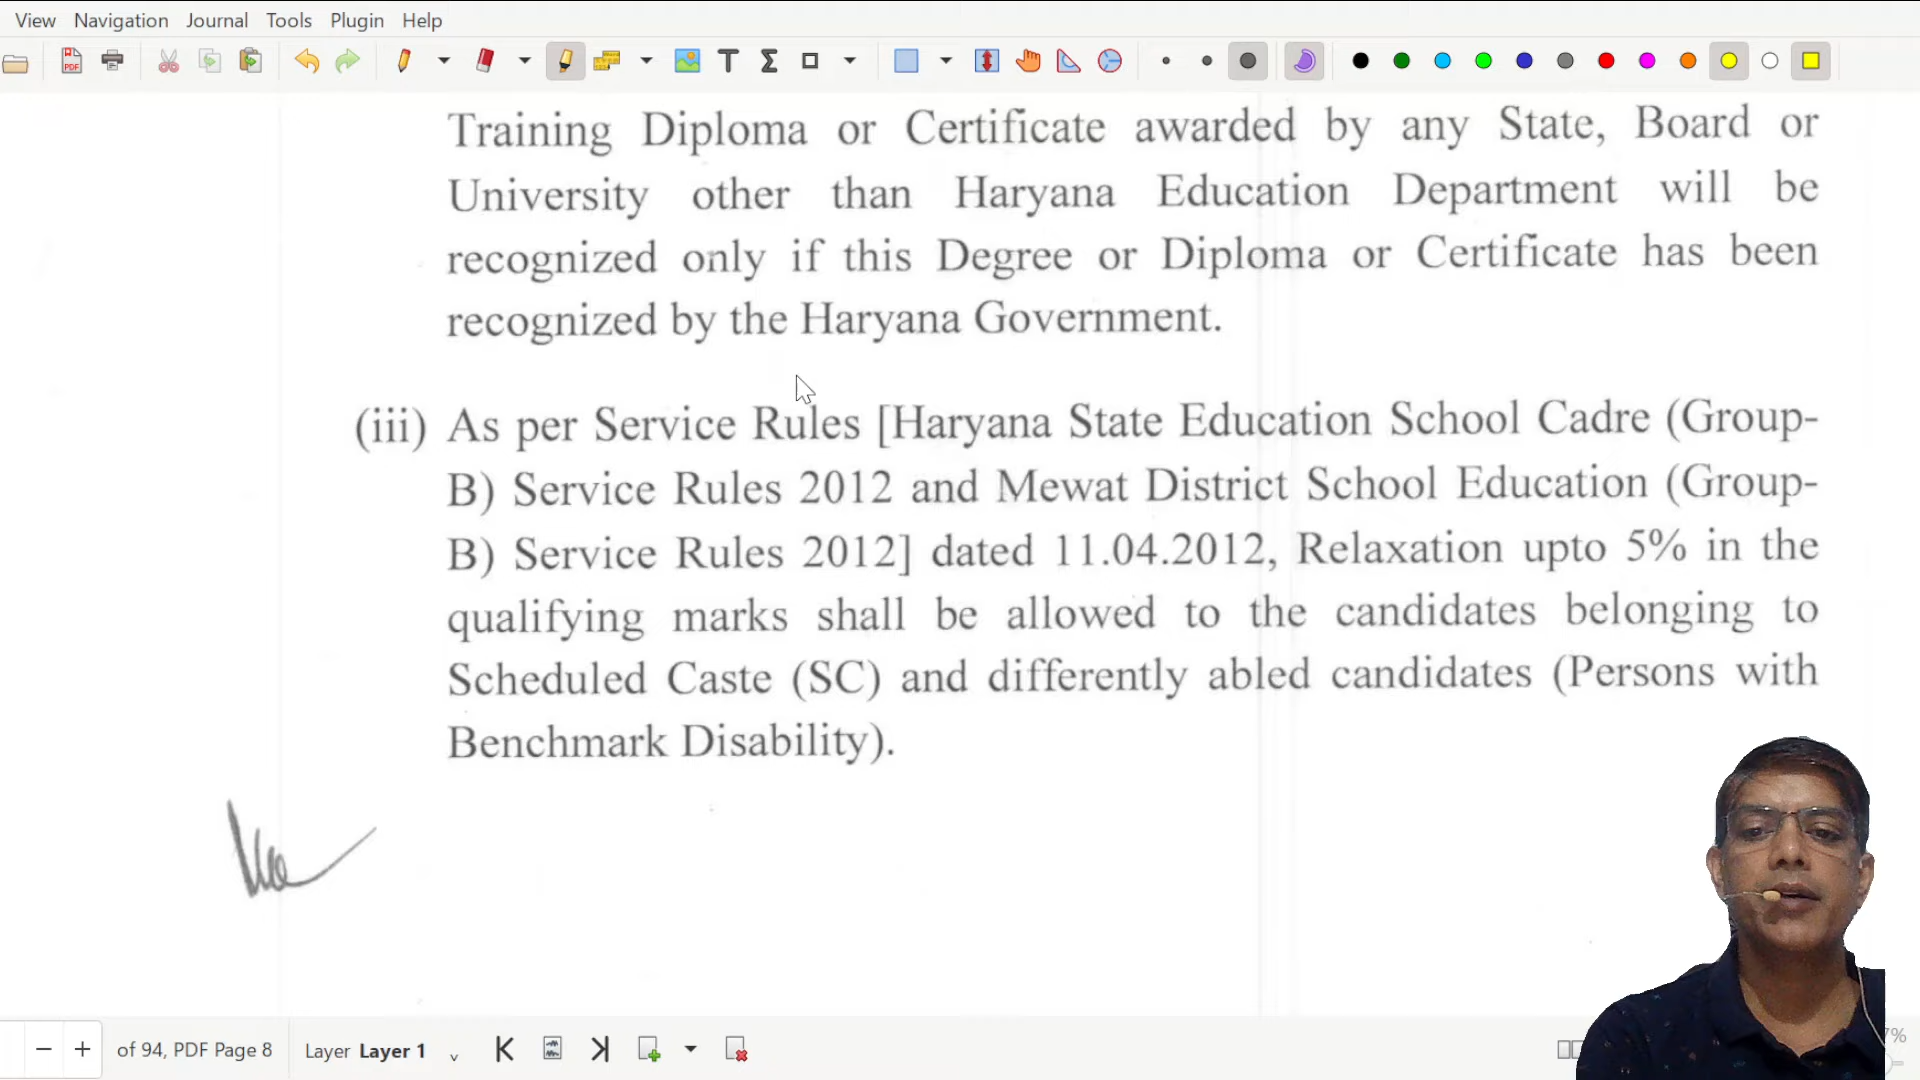 View Navigation Journal Tools Plugin Help
Training Diploma or Certificate awarded by any State, Board or
University other than Haryana Education Department will be
recognized only if this Degree or Diploma or Certificate has been
recognized by the Haryana Government.
(iii) As per Service Rules [Haryana State Education School Cadre (Group-
B) Service Rules 2012 and Mewat District School Education (Group-
B) Service Rules 2012] dated 11.04.2012, Relaxation upto 5% in the
qualifying marks shall be allowed to the candidates belonging to
Scheduled Caste (SC) and differently abled candidates (Persons with
Benchmark Disability).
of 94, PDF Page 8 Layer Layer 1